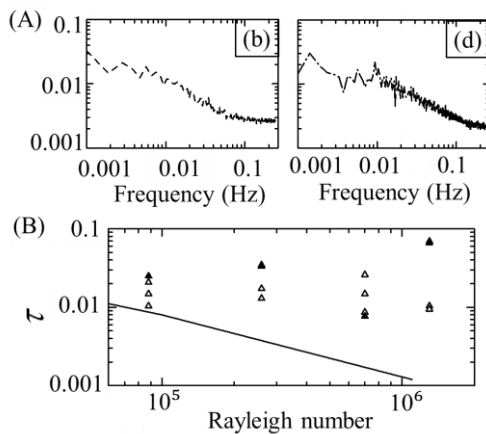 (A)
0.1
(b)
(d)
0.01
0.001
0.001 0.01 0.1 0.001 0.01 0.1
Frequency (Hz) Frequency (Hz)
(B)
0.1
τ
0.01
0.001
10⁵ 10⁶
Rayleigh number